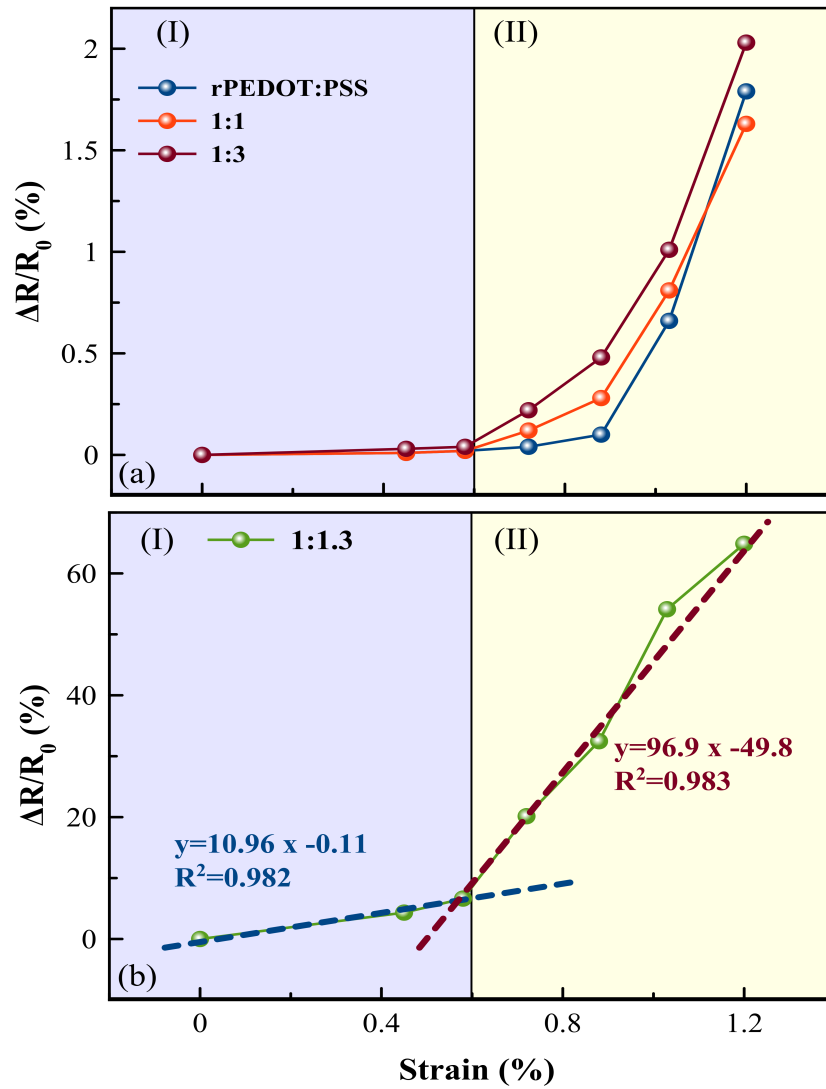 (I)
(II)
rPEDOT:PSS
1:1
1:3
2
1.5
1
0.5
0
ΔR/R0 (%)
(a)
(I)
1:1.3
(II)
60
40
20
0
ΔR/R0 (%)
y=96.9 x -49.8
R²=0.983
y=10.96 x -0.11
R²=0.982
(b)
0
0.4
0.8
1.2
Strain (%)